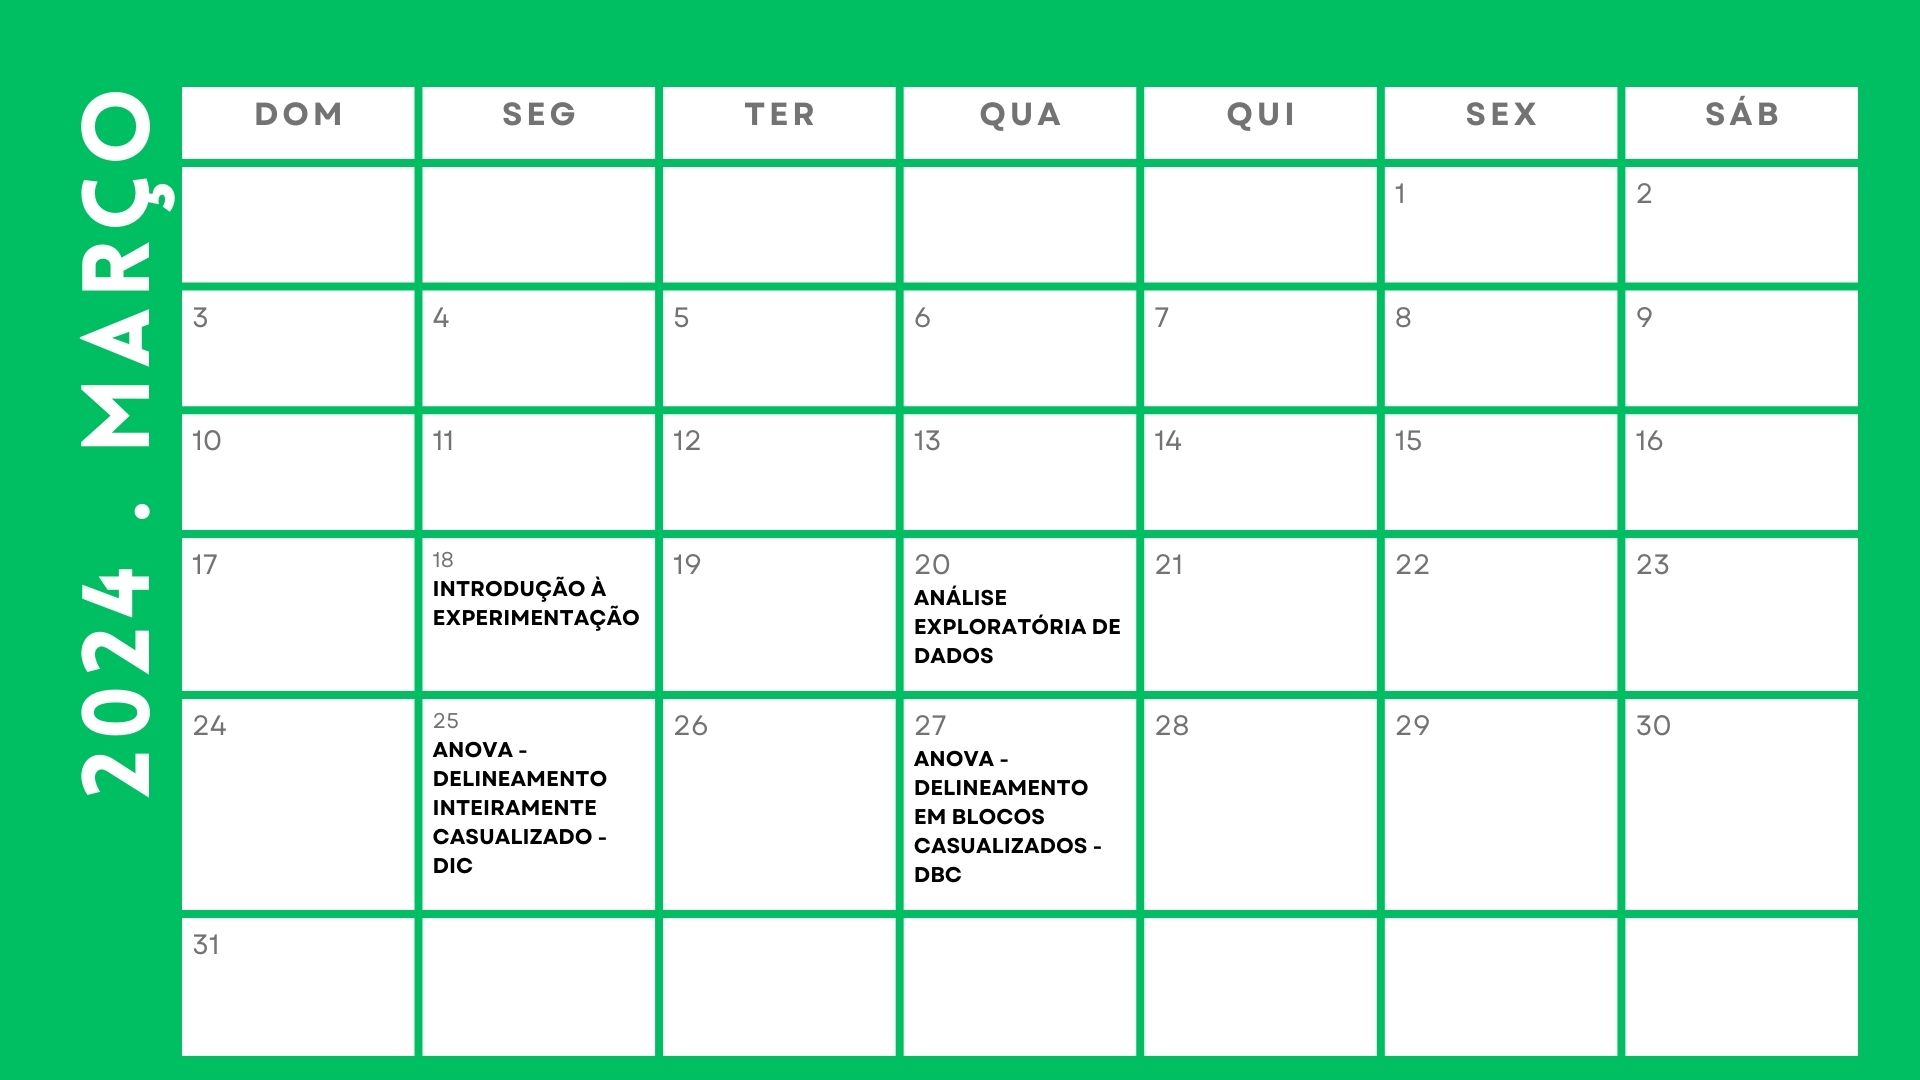 2024 . MARÇO
DOM SEG TER QUA QUI SEX SÁB
1 2
3 4 5 6 7 8 9
10 11 12 13 14 15 16
17
18
INTRODUÇÃO À
EXPERIMENTAÇÃO
19
20
ANÁLISE
EXPLORATÓRIA DE
DADOS
21
22
23
24
25
ANOVA -
DELINEAMENTO
INTEIRAMENTE
CASUALIZADO -
DIC
26
27
ANOVA -
DELINEAMENTO
EM BLOCOS
CASUALIZADOS -
DBC
28
29
30
31